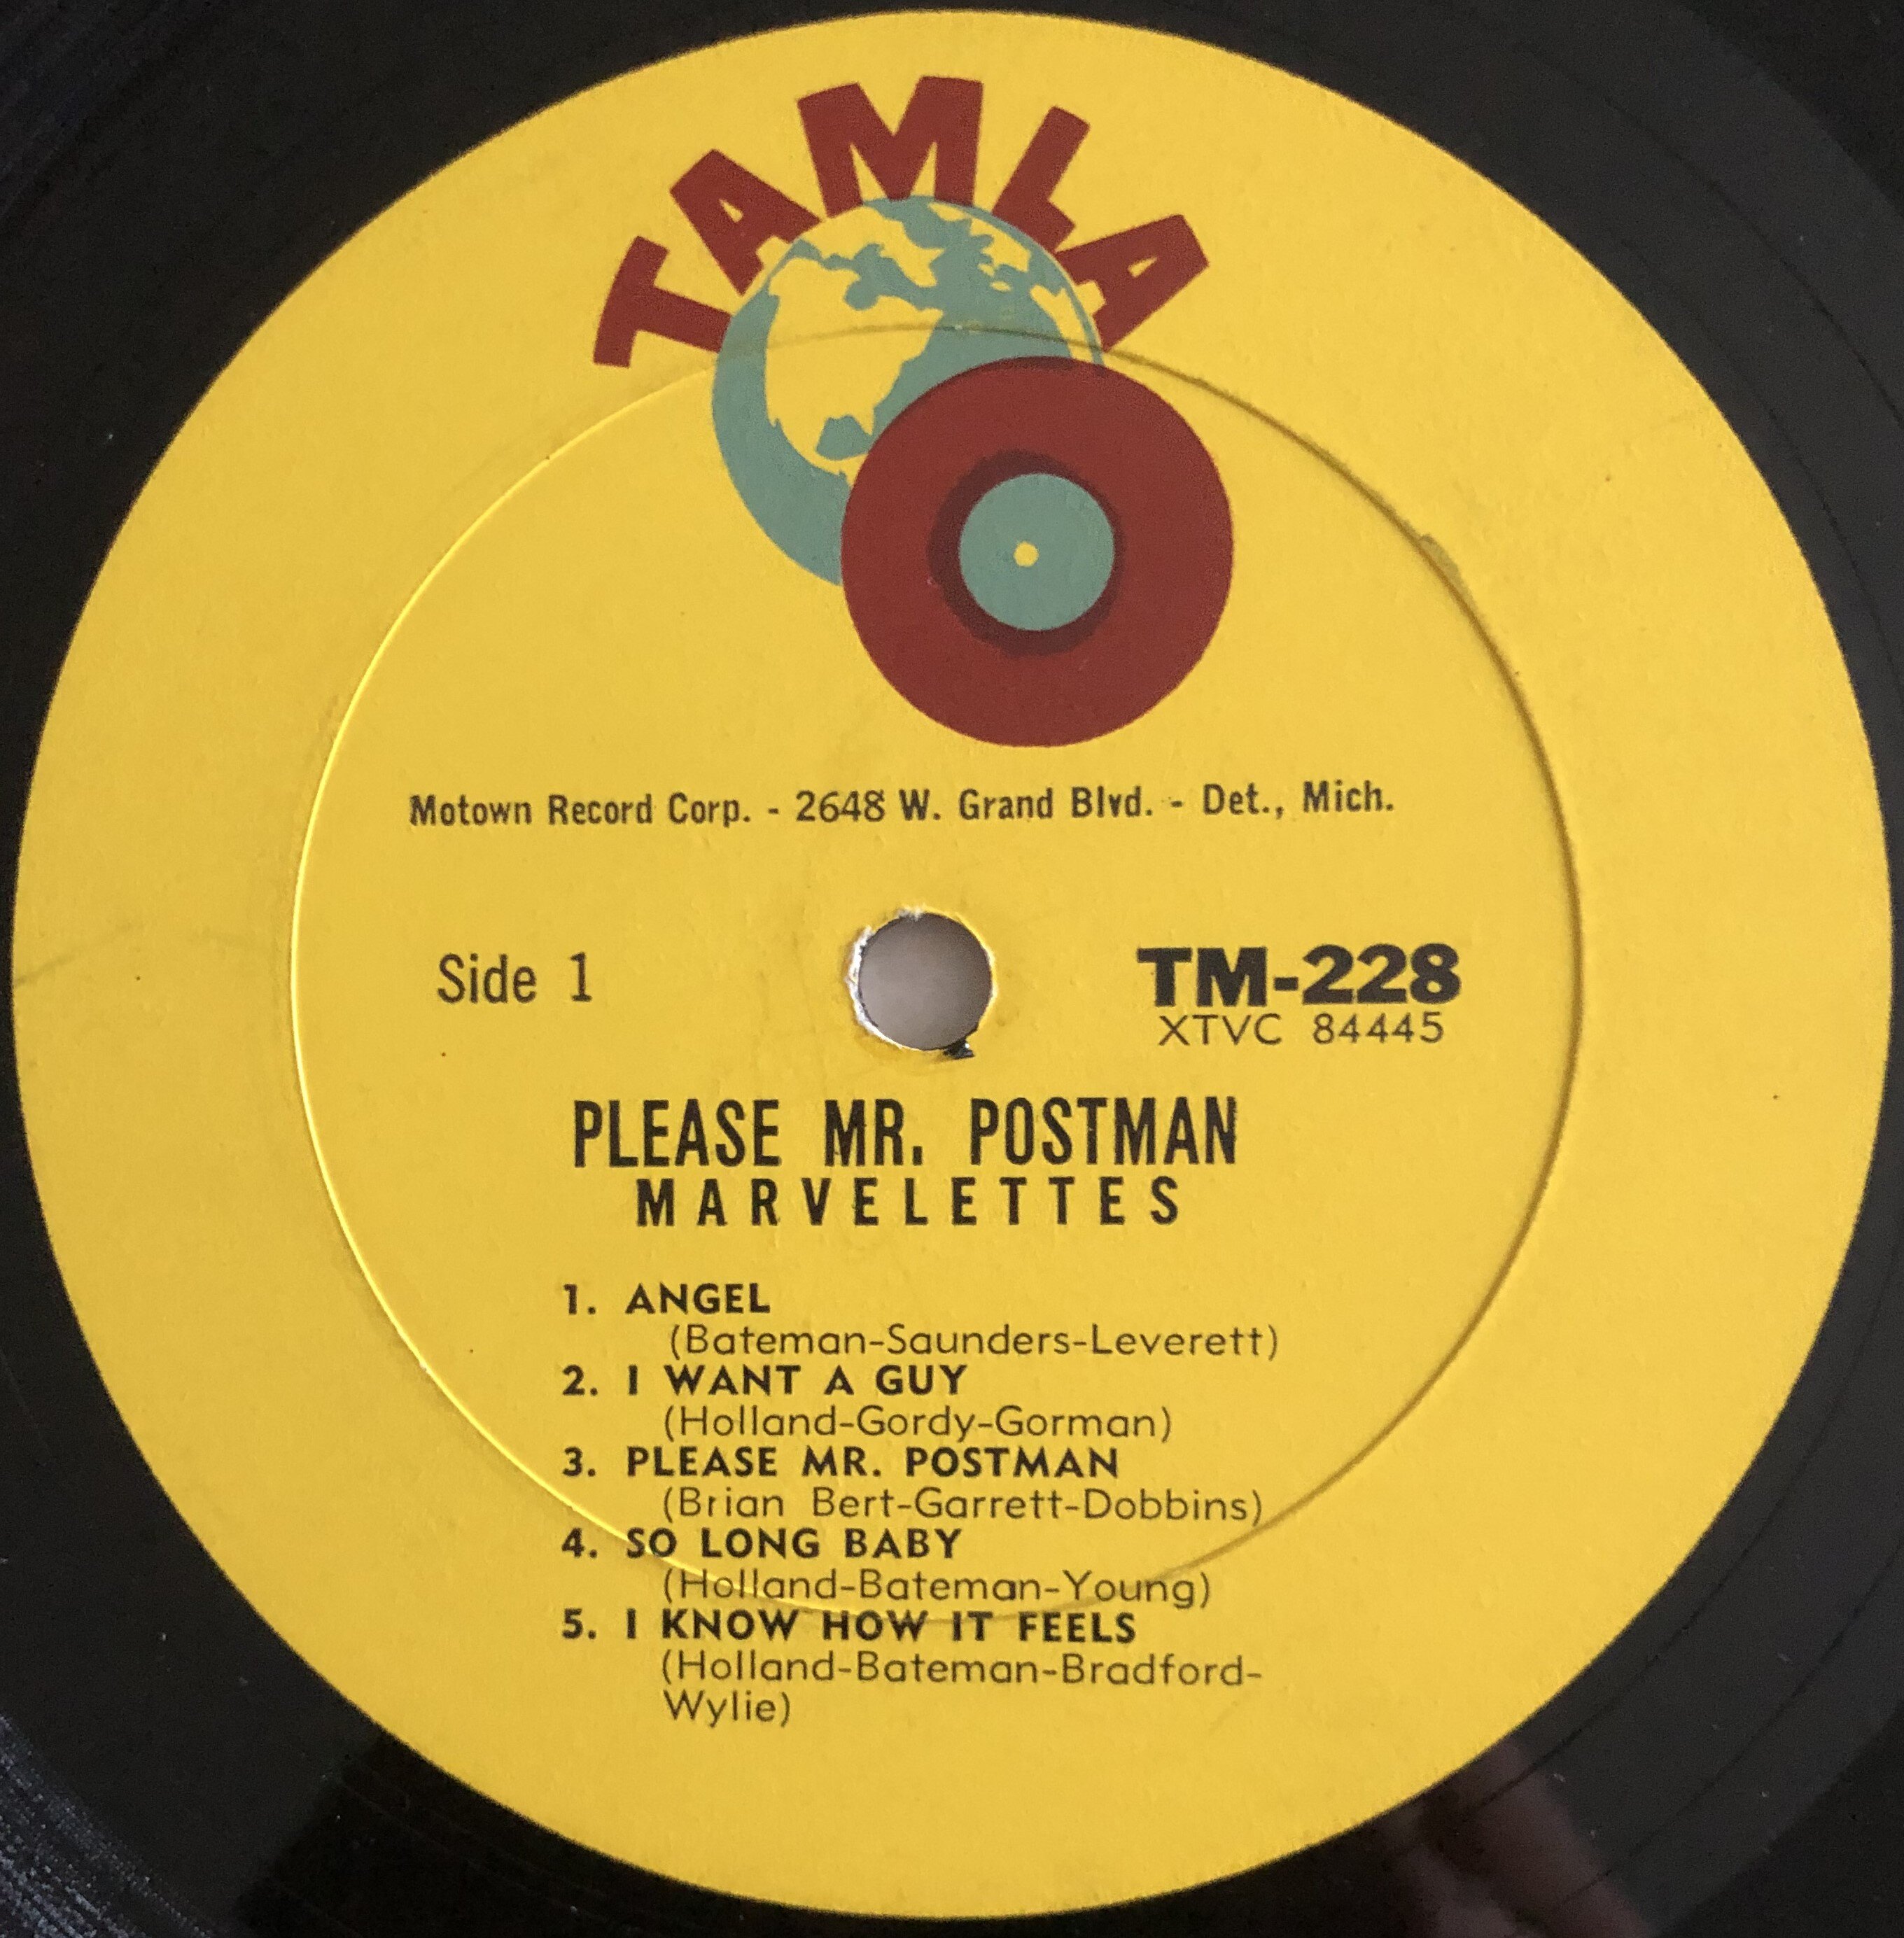 TAMLA
Motown Record Corp. - 2648 W. Grand Blvd. - Det., Mich.
Side 1
TM-228
XTVC 84445
PLEASE MR. POSTMAN
MARVELETTES
1. ANGEL
(Bateman-Saunders-Leverett)
2. I WANT A GUY
(Holland-Gordy-Gorman)
3. PLEASE MR. POSTMAN
(Brian Bert-Garrett-Dobbins)
4. SO LONG BABY
(Holland-Bateman-Young)
5. I KNOW HOW IT FEELS
(Holland-Bateman-Bradford-
Wylie)